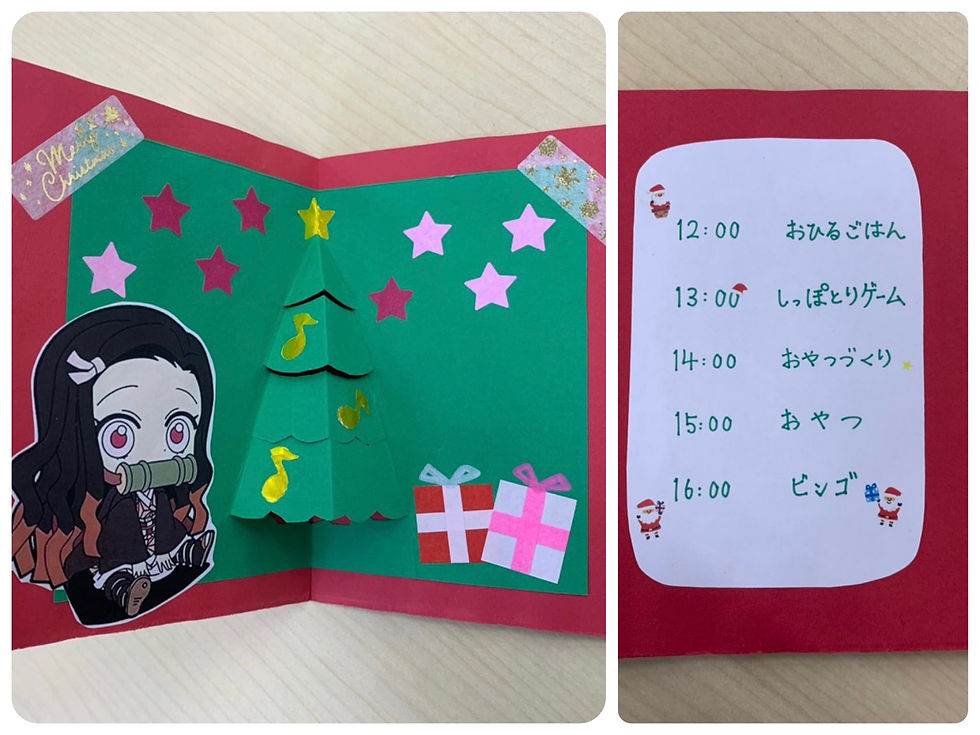 Merry
Christmas
12:00 おひるごはん
13:00 しっぽとりゲーム
14:00 おやつづくり
15:00 おやつ
16:00 ビンゴ